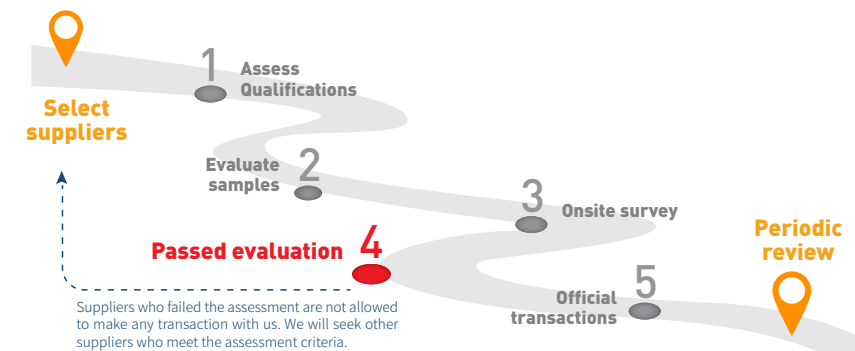 Select
suppliers
1
Assess
Qualifications
Evaluate
samples
2
3
Onsite survey
Passed evaluation
4
Suppliers who failed the assessment are not allowed
to make any transaction with us. We will seek other
suppliers who meet the assessment criteria.
Official
transactions
5
Periodic
review